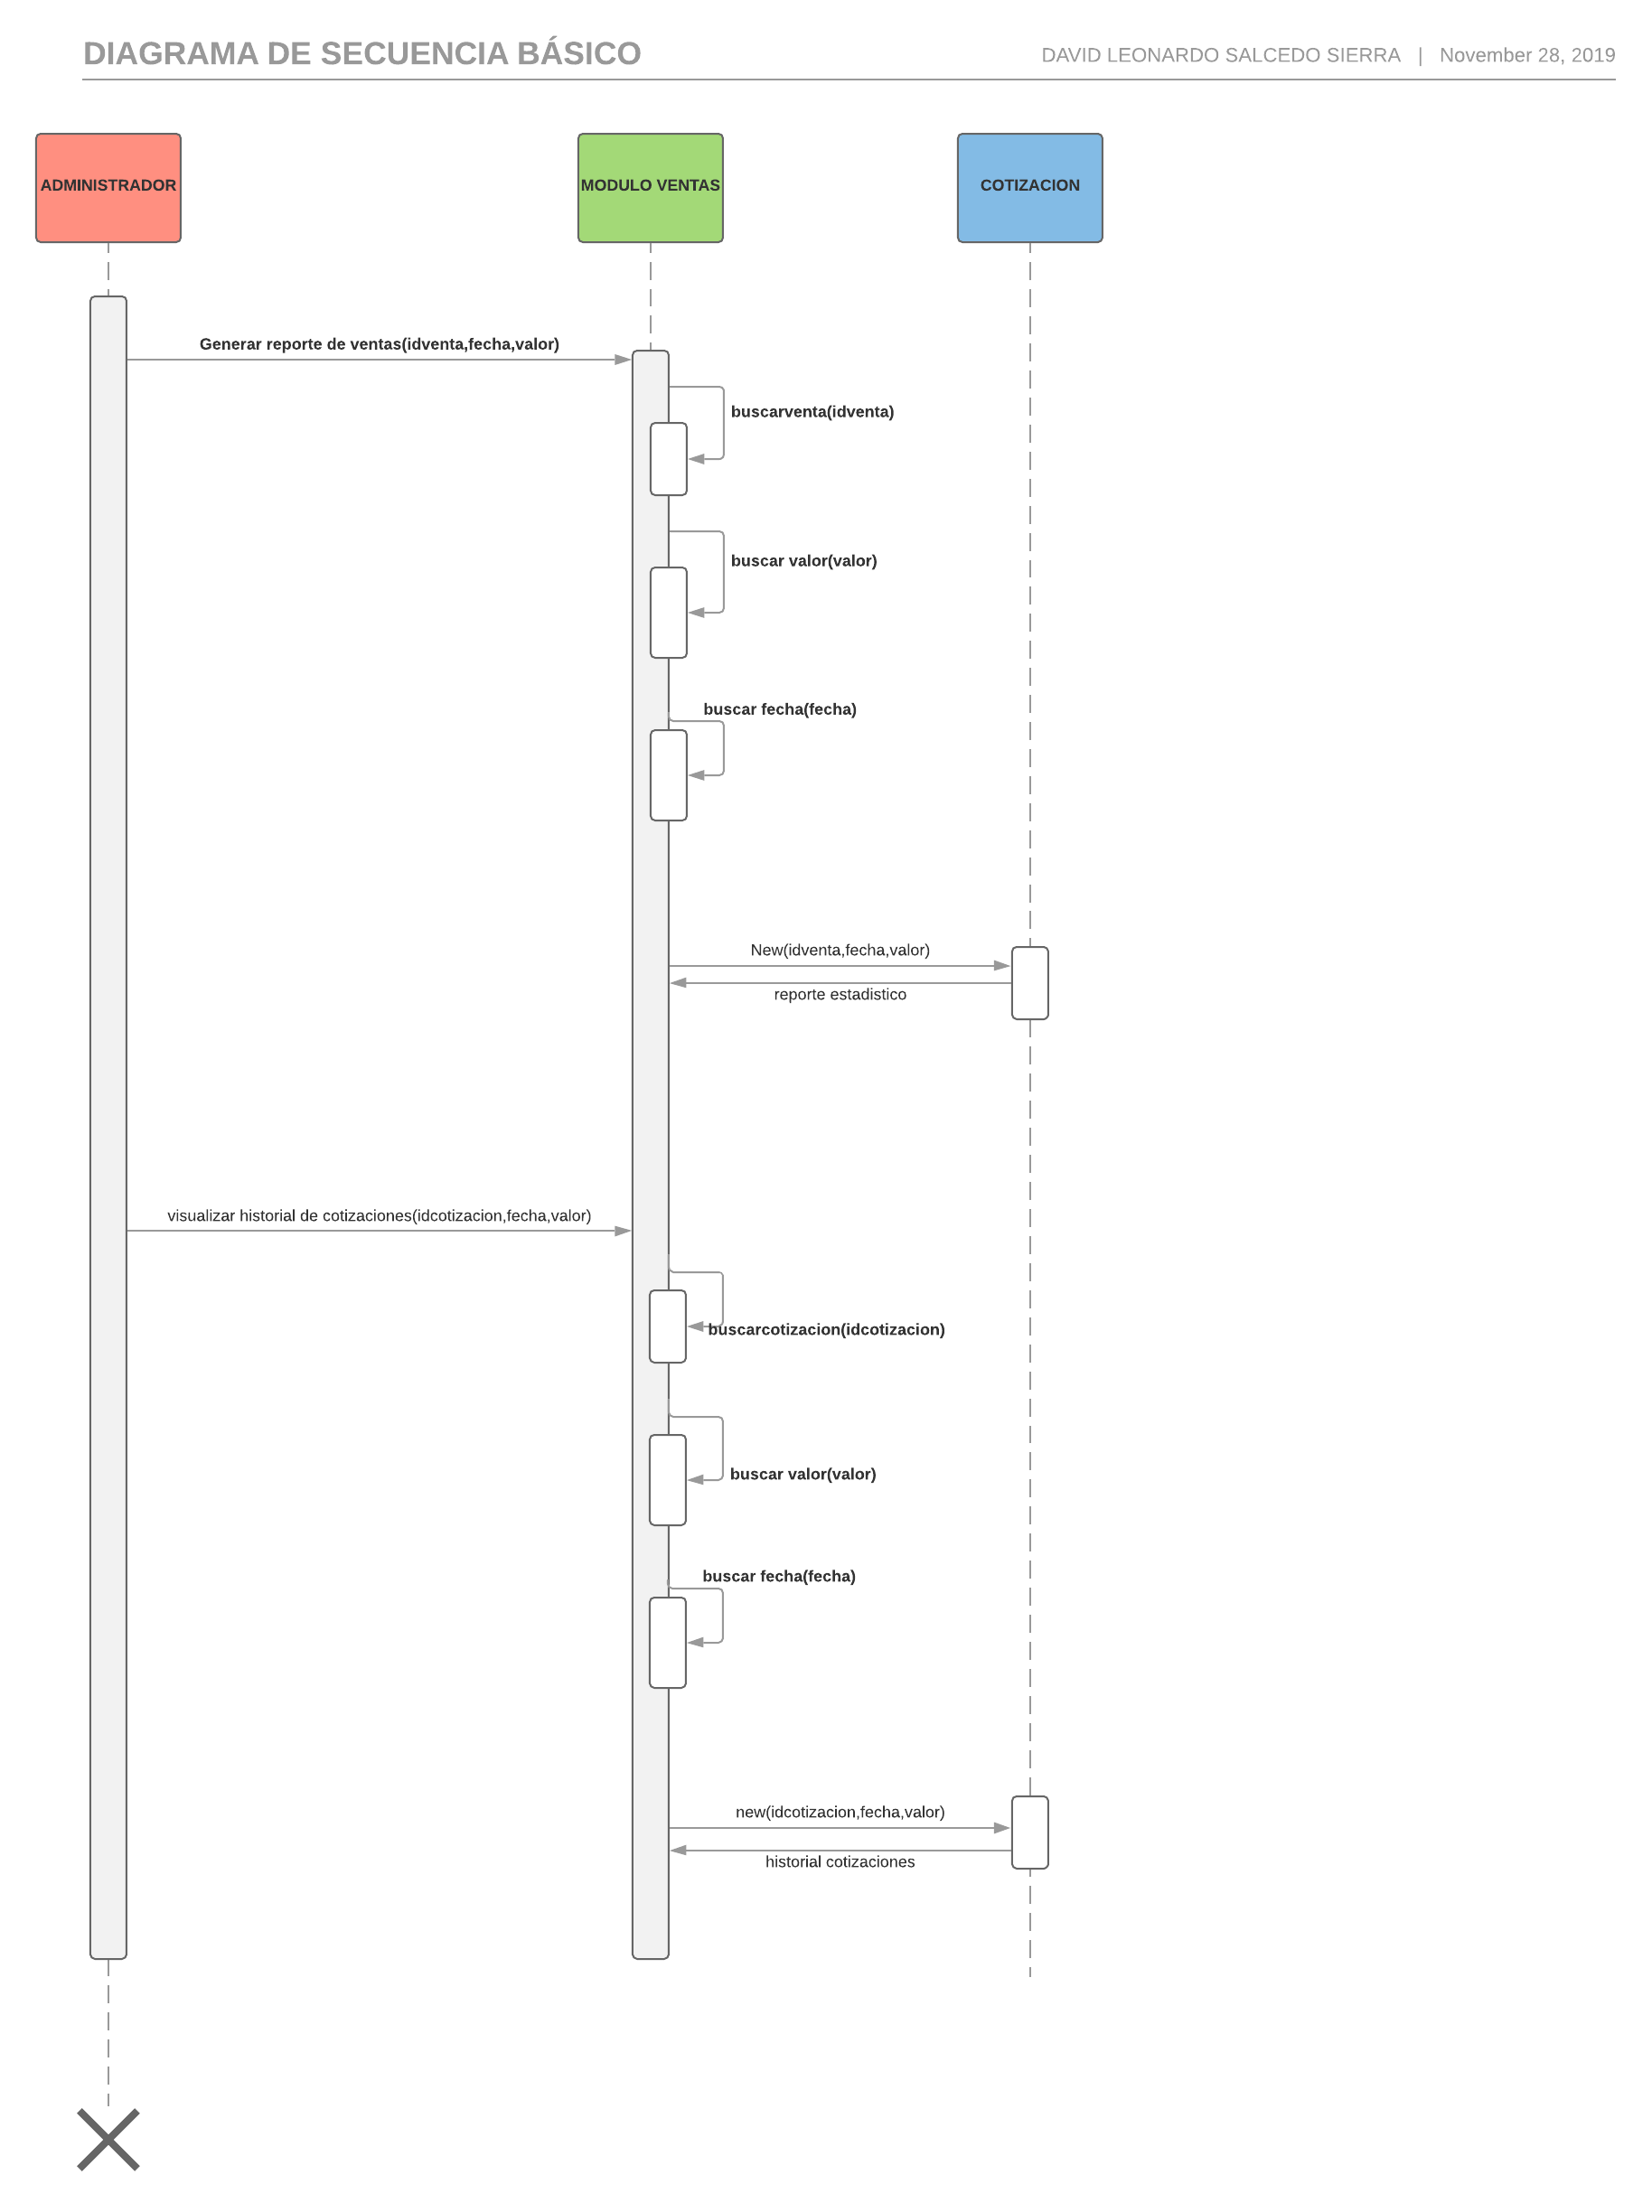 DIAGRAMA DE SECUENCIA BÁSICO
DAVID LEONARDO SALCEDO SIERRA | November 28, 2019
ADMINISTRADOR
MODULO VENTAS
COTIZACION
Generar reporte de ventas(idventa,fecha,valor)
buscarventa(idventa)
buscar valor(valor)
buscar fecha(fecha)
New(idventa,fecha,valor)
reporte estadistico
visualizar historial de cotizaciones(idcotizacion,fecha,valor)
buscarcotizacion(idcotizacion)
buscar valor(valor)
buscar fecha(fecha)
new(idcotizacion,fecha,valor)
historial cotizaciones